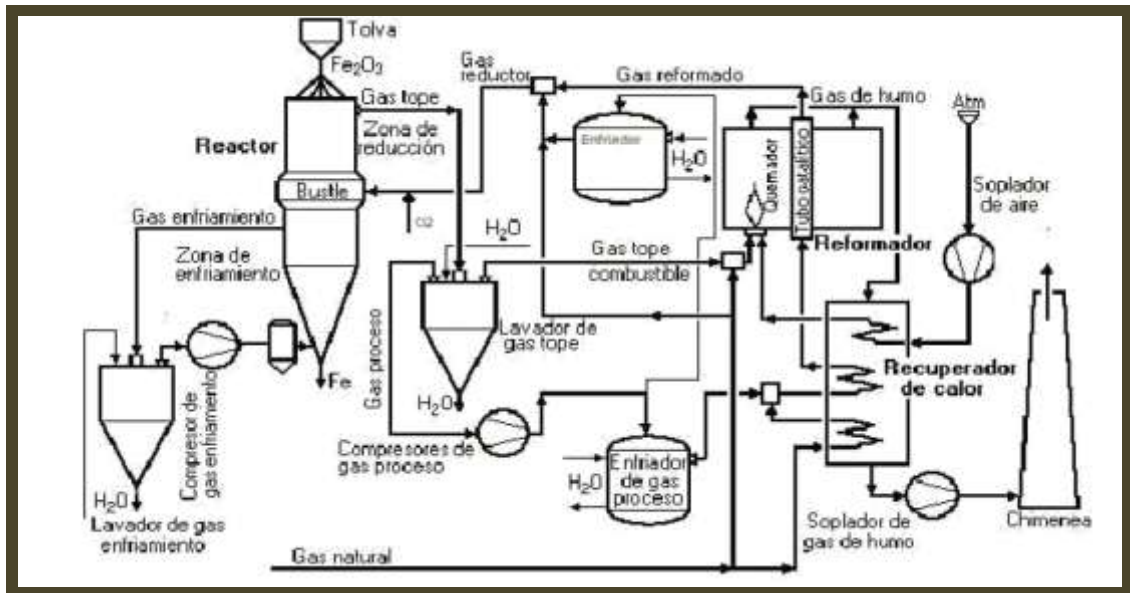 Tolva
Fe2O3
Gas tope
Zona de
reducción
Reactor
Bustle
Gas enfriamiento
Zona de
enfriamiento
Fe
Gas
reductor
Gas reformado
Enfriador
H2O
O2
H2O
Gas de humo
Quemador
Tubo catalítico
Reformador
Atm
Soplador
de aire
Gas tope
combustible
Lavador de
gas tope
H2O
Gas proceso
Compresores de
gas proceso
Enfriador
de gas
proceso
H2O
Recuperador
de calor
Soplador de
gas de humo
Chimenea
Compresor de
gas enfriamiento
H2O
Lavador de gas
enfriamiento
Gas natural